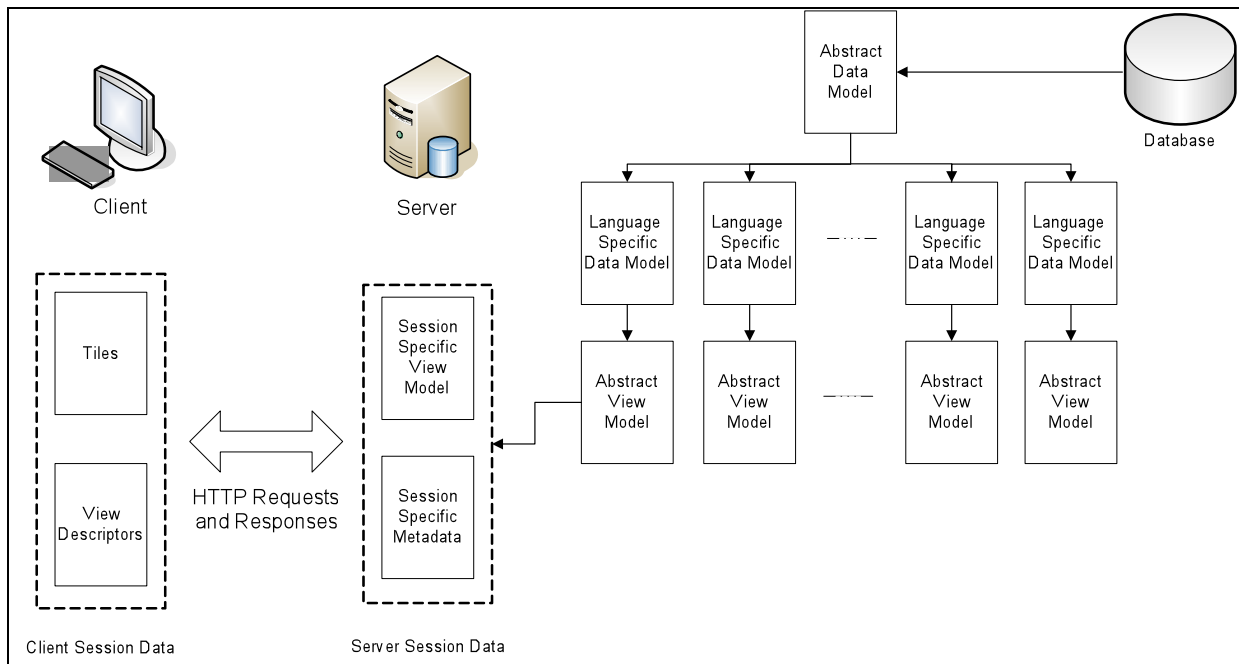 Abstract
Data
Model
Database
Client
Server
Language
Specific
Data Model
Language
Specific
Data Model
Language
Specific
Data Model
Language
Specific
Data Model
Tiles
Session
Specific
View
Model
Abstract
View
Model
Abstract
View
Model
Abstract
View
Model
Abstract
View
Model
HTTP Requests
and Responses
View
Descriptors
Session
Specific
Metadata
Client Session Data
Server Session Data